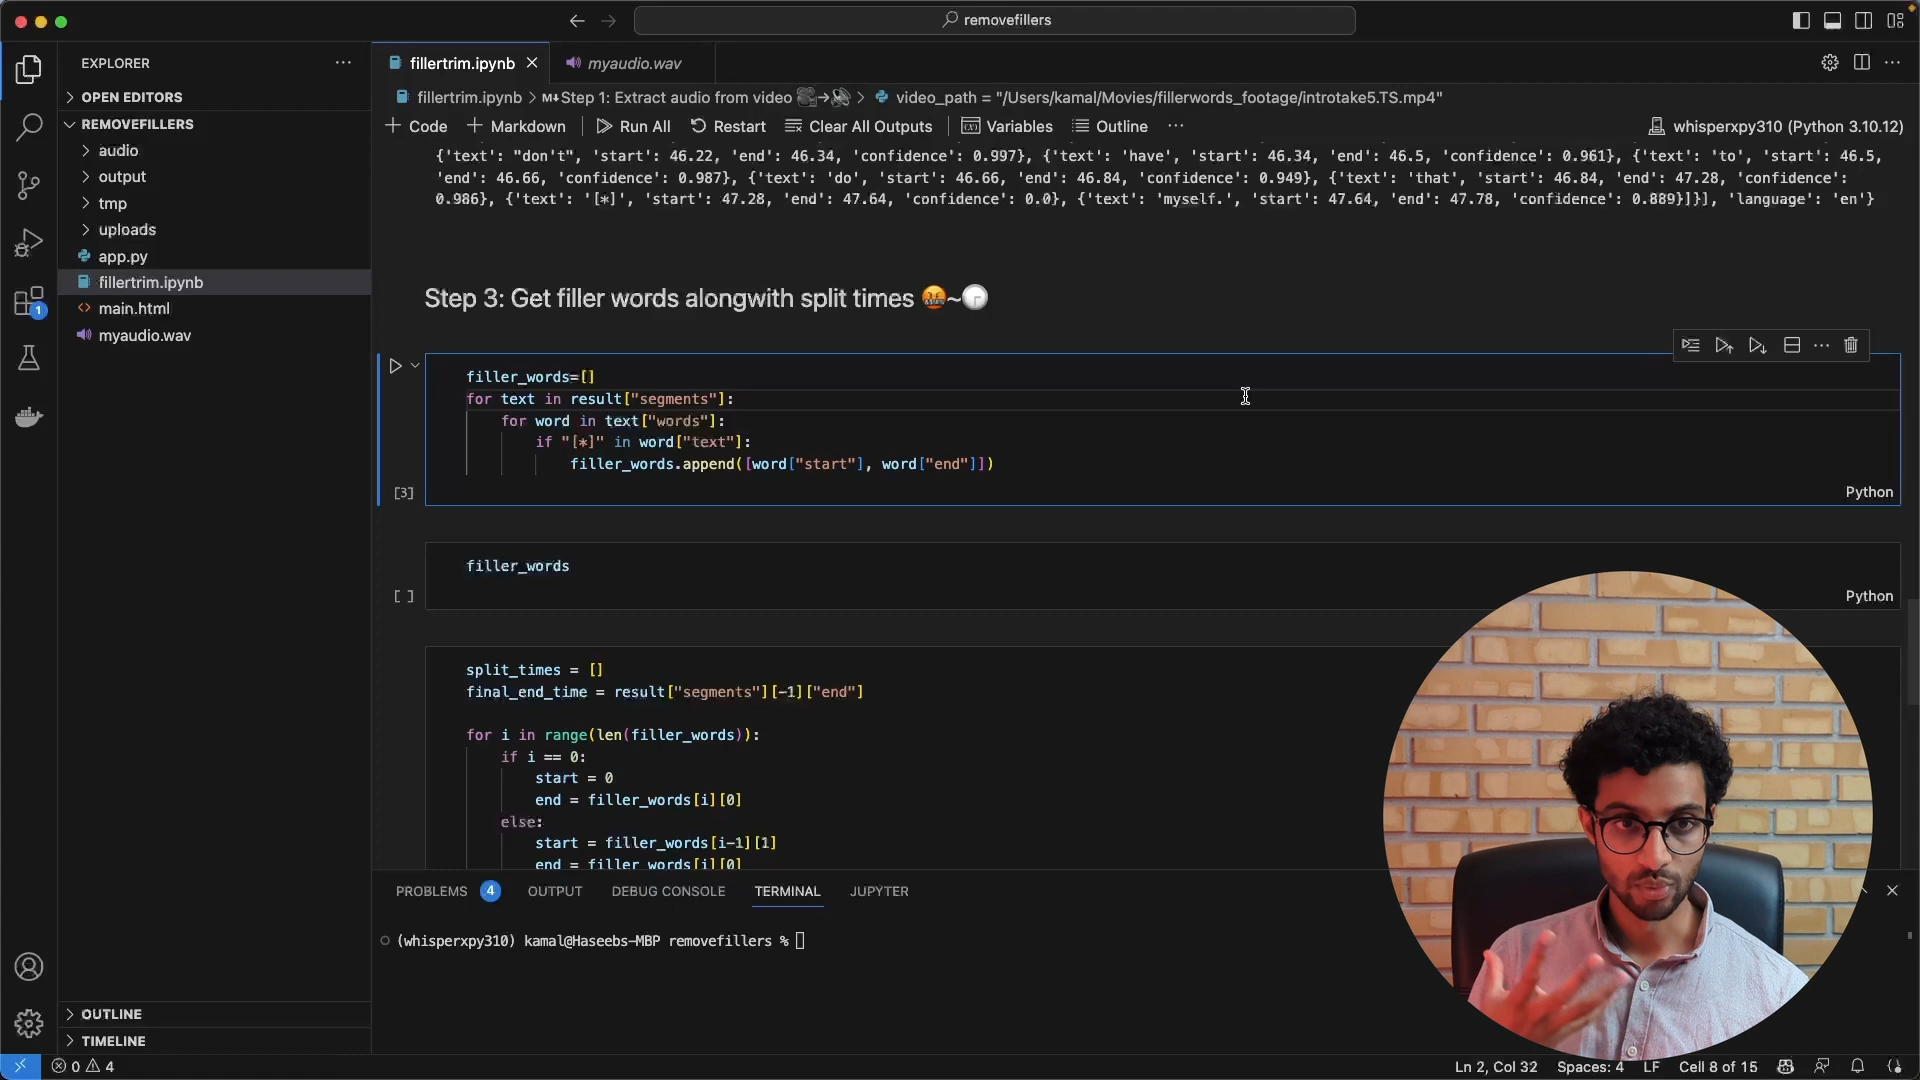 removefillers
EXPLORER
OPEN EDITORS
REMOVEFILLERS
audio
output
tmp
uploads
app.py
fillertrim.ipynb
main.html
myaudio.wav
OUTLINE
TIMELINE
1
fillertrim.ipynb
myaudio.wav
fillertrim.ipynb > M↓Step 1: Extract audio from video 🎥→🔊 > video_path = "/Users/kamal/Movies/fillerwords_footage/introtake5.TS.mp4"
+ Code + Markdown Run All Restart Clear All Outputs Variables Outline ··· whisperxpy310 (Python 3.10.12)
{'text': "don't", 'start': 46.22, 'end': 46.34, 'confidence': 0.997}, {'text': 'have', 'start': 46.34, 'end': 46.5, 'confidence': 0.961}, {'text': 'to', 'start': 46.5,
'end': 46.66, 'confidence': 0.987}, {'text': 'do', 'start': 46.66, 'end': 46.84, 'confidence': 0.949}, {'text': 'that', 'start': 46.84, 'end': 47.28, 'confidence':
0.986}, {'text': '[*]', 'start': 47.28, 'end': 47.64, 'confidence': 0.0}, {'text': 'myself.', 'start': 47.64, 'end': 47.78, 'confidence': 0.889}]}], 'language': 'en'}
Step 3: Get filler words alongwith split times 🤬~🕞
filler_words=[]
for text in result["segments"]:
for word in text["words"]:
if "[*]" in word["text"]:
filler_words.append([word["start"], word["end"]])
[3]
Python
filler_words
[ ]
Python
split_times = []
final_end_time = result["segments"][-1]["end"]
for i in range(len(filler_words)):
if i == 0:
start = 0
end = filler_words[i][0]
else:
start = filler_words[i-1][1]
end = filler_words[i][0]
PROBLEMS 4 OUTPUT DEBUG CONSOLE TERMINAL JUPYTER
(whisperxpy310) kamal@Haseebs-MBP removefillers %
0 4
Ln 2, Col 32 Spaces: 4 LF Cell 8 of 15